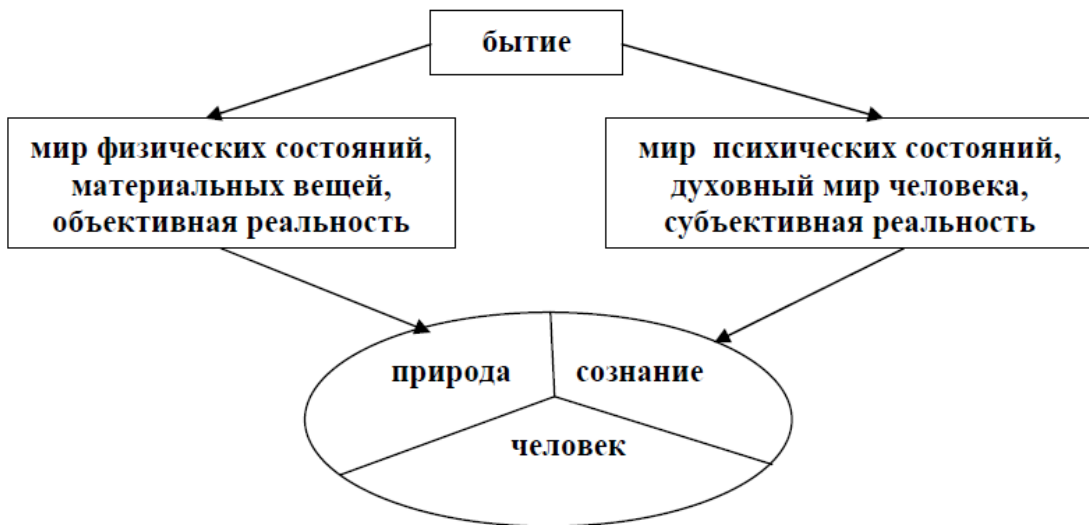 бытие
мир физических состояний,
материальных вещей,
объективная реальность
мир психических состояний,
духовный мир человека,
субъективная реальность
природа
сознание
человек